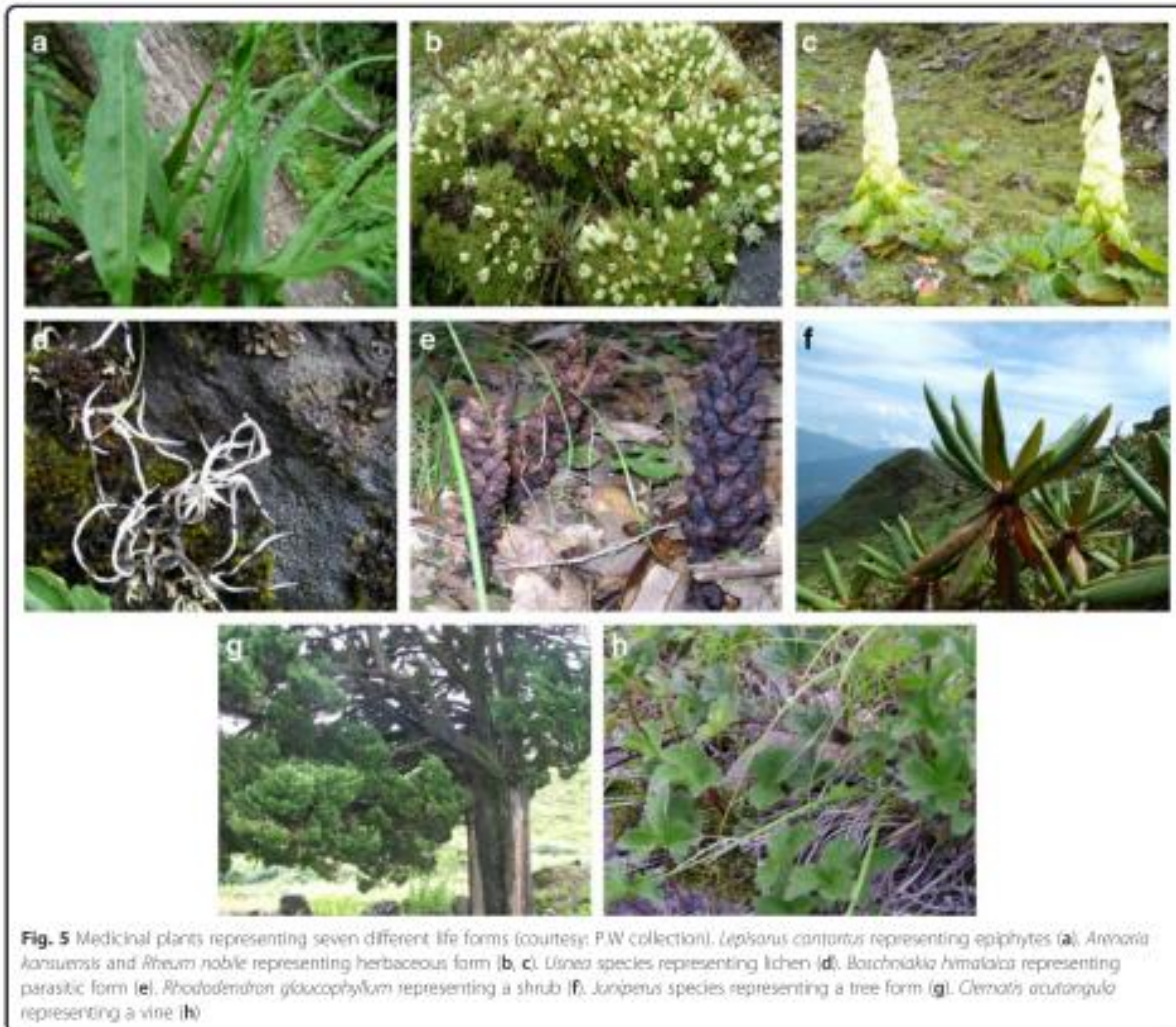 a
b
c
d
e
f
g
h
Fig. 5 Medicinal plants representing seven different life forms (courtesy: P.W collection). Lepisorus contortus representing epiphytes (a). Arenaria
kansuensis and Rheum nobile representing herbaceous form (b, c). Usnea species representing lichen (d). Boschniakia himalaica representing
parasitic form (e). Rhododendron glaucophyllum representing a shrub (f). Juniperus species representing a tree form (g). Clematis acutangula
representing a vine (h)